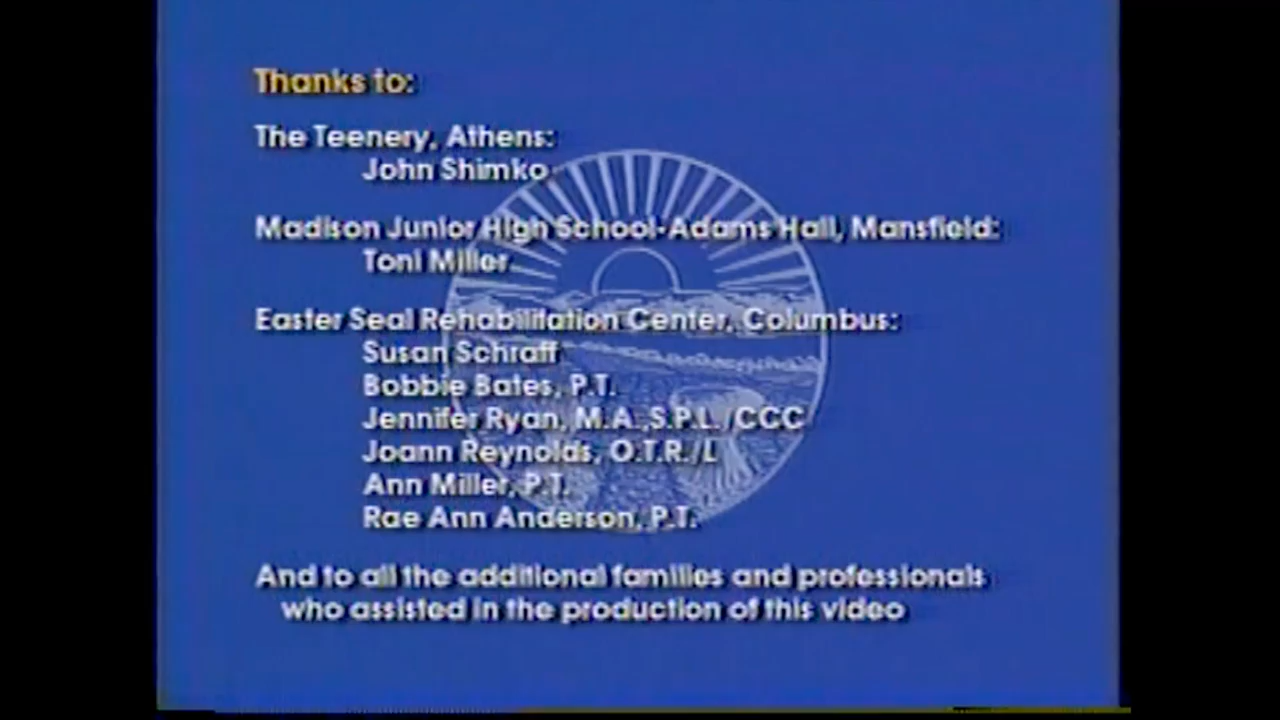 Thanks to:
The Teenery, Athens:
John Shimko
Madison Junior High School-Adams Hall, Mansfield:
Toni Miller
Easter Seal Rehabilitation Center, Columbus:
Susan Schraff
Bobbie Bates, P.T.
Jennifer Ryan, M.A.,S.P.L./CCC
Joann Reynolds, O.T.R./L
Ann Miller, P.T.
Rae Ann Anderson, P.T.
And to all the additional families and professionals
who assisted in the production of this video